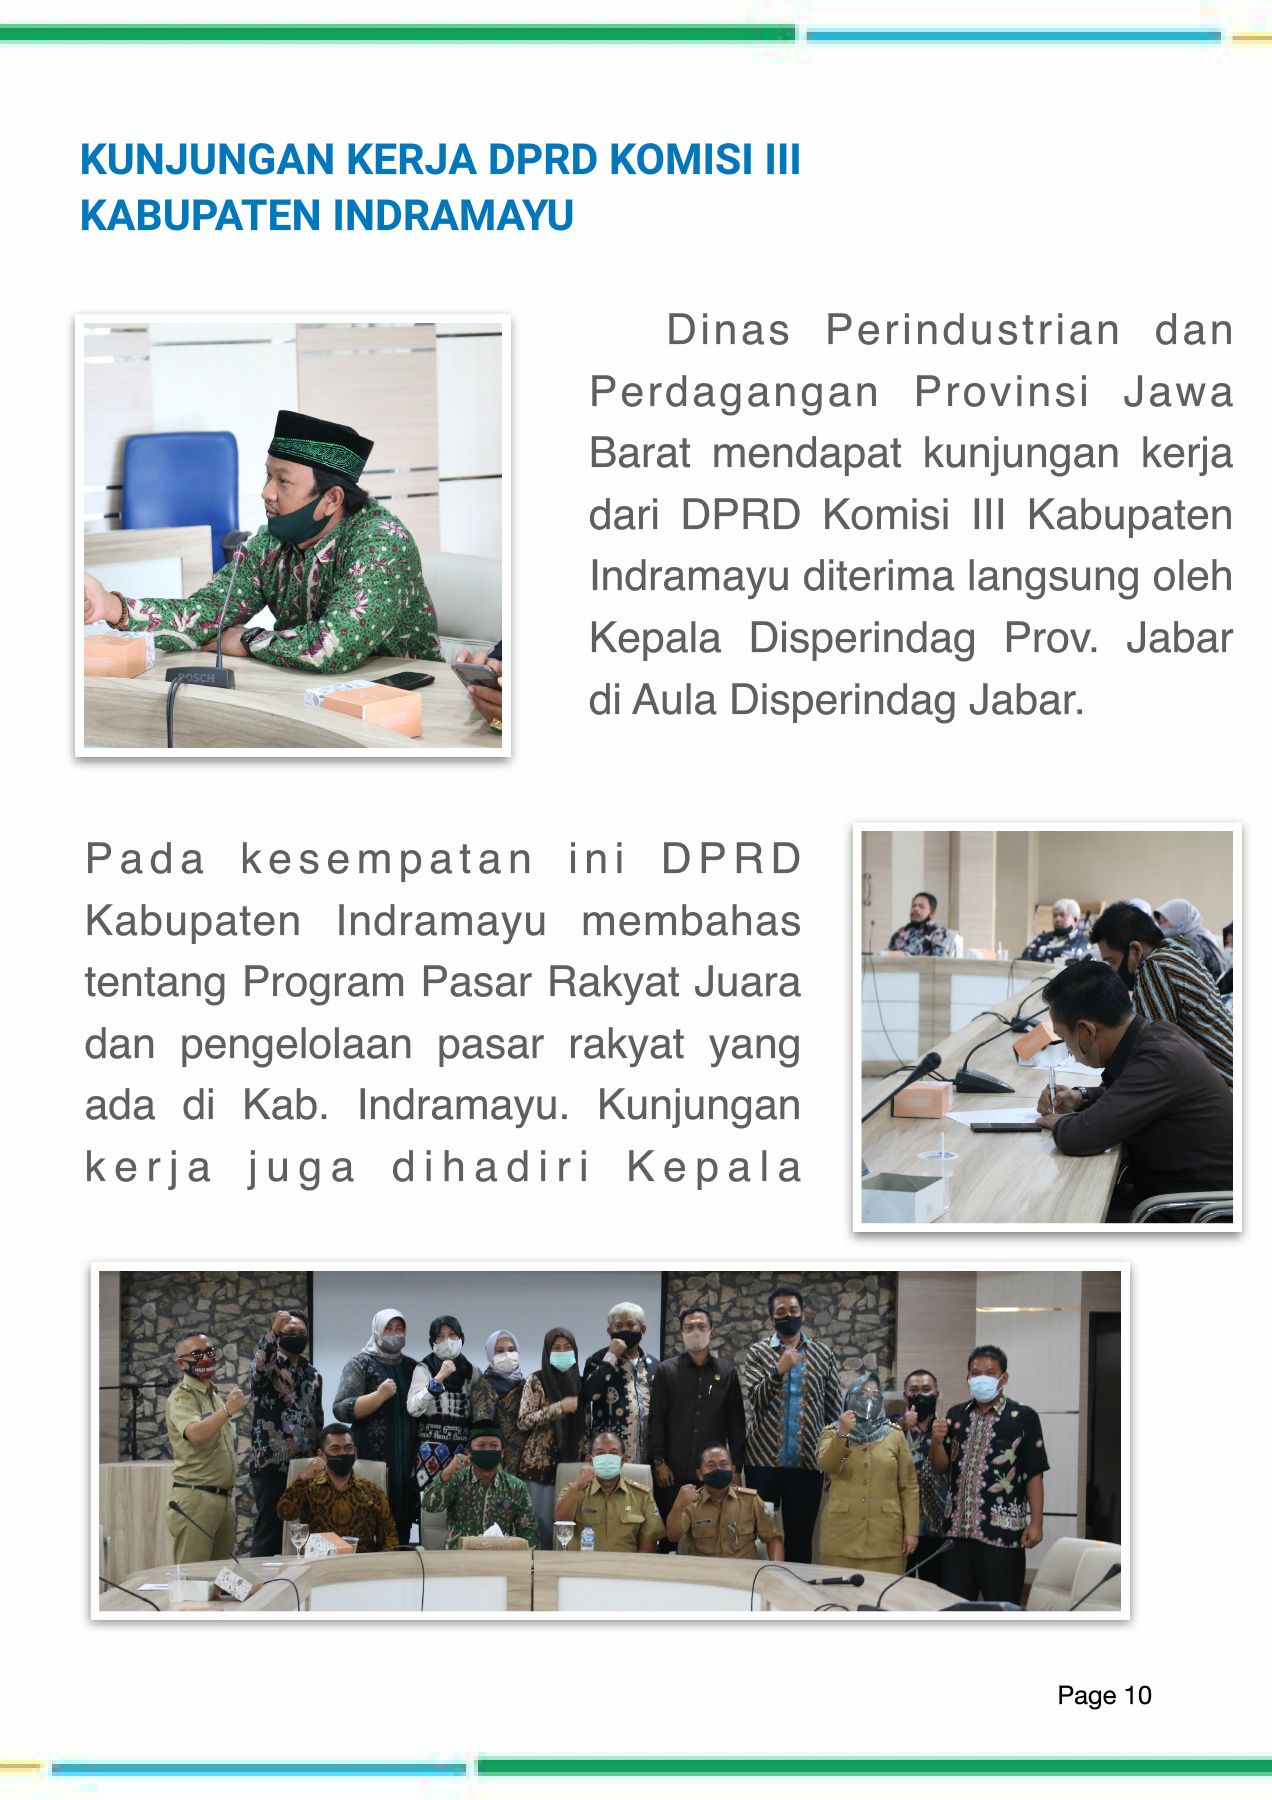 KUNJUNGAN KERJA DPRD KOMISI III
KABUPATEN INDRAMAYU
Dinas Perindustrian dan
Perdagangan Provinsi Jawa
Barat mendapat kunjungan kerja
dari DPRD Komisi III Kabupaten
Indramayu diterima langsung oleh
Kepala Disperindag Prov. Jabar
di Aula Disperindag Jabar.
BOSCH
Pada kesempatan ini DPRD
Kabupaten Indramayu membahas
tentang Program Pasar Rakyat Juara
dan pengelolaan pasar rakyat yang
ada di Kab. Indramayu. Kunjungan
kerja juga dihadiri Kepala
Page 10